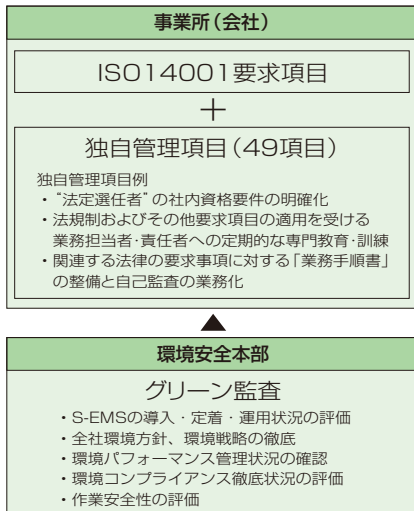 事業所（会社）
ISO14001要求項目
＋
独自管理項目（49項目）
独自管理項目例
・“法定選任者”の社内資格要件の明確化
・法規制およびその他要求項目の適用を受ける
業務担当者・責任者への定期的な専門教育・訓練
・関連する法律の要求事項に対する「業務手順書」
の整備と自己監査の業務化
環境安全本部
グリーン監査
・S-EMSの導入・定着・運用状況の評価
・全社環境方針、環境戦略の徹底
・環境パフォーマンス管理状況の確認
・環境コンプライアンス徹底状況の評価
・作業安全性の評価